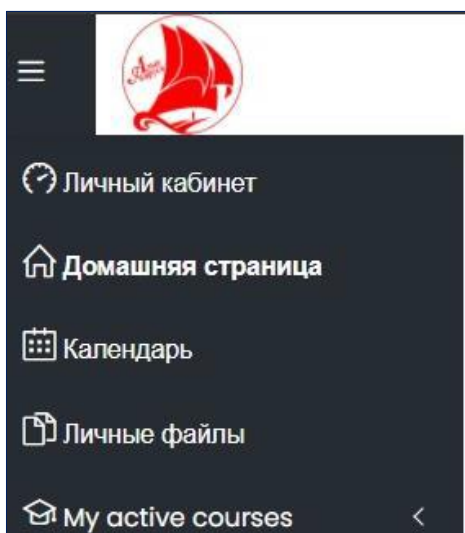 Личный кабинет
Домашняя страница
Календарь
Личные файлы
My active courses